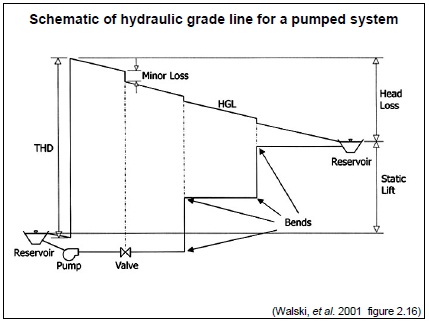 Schematic of hydraulic grade line for a pumped system
Minor Loss
HGL
Head
Loss
THD
Reservoir
Static
Lift
Bends
Reservoir
Pump
Valve
(Walski, et al. 2001 figure 2.16)